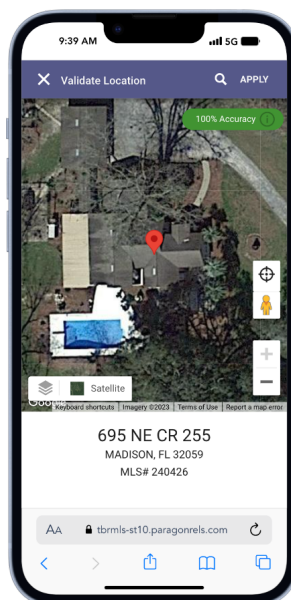 9:39 AM
5G
Validate Location
APPLY
100% Accuracy
Satellite
Google
Keyboard shortcuts
Imagery ©2023
Terms of Use
Report a map error
695 NE CR 255
MADISON, FL 32059
MLS# 240426
AA
tbrmls-st10.paragonrels.com